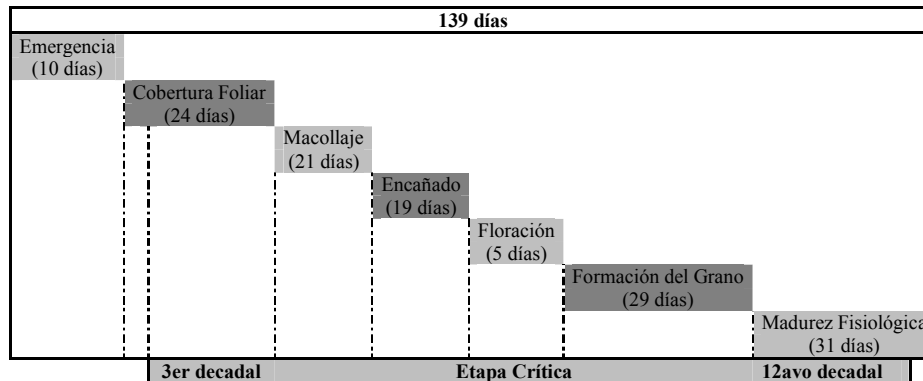 139 días
Emergencia
(10 días)
Cobertura Foliar
(24 días)
Macollaje
(21 días)
Encañado
(19 días)
Floración
(5 días)
Formación del Grano
(29 días)
Madurez Fisiológica
(31 días)
3er decadal Etapa Crítica 12avo decadal